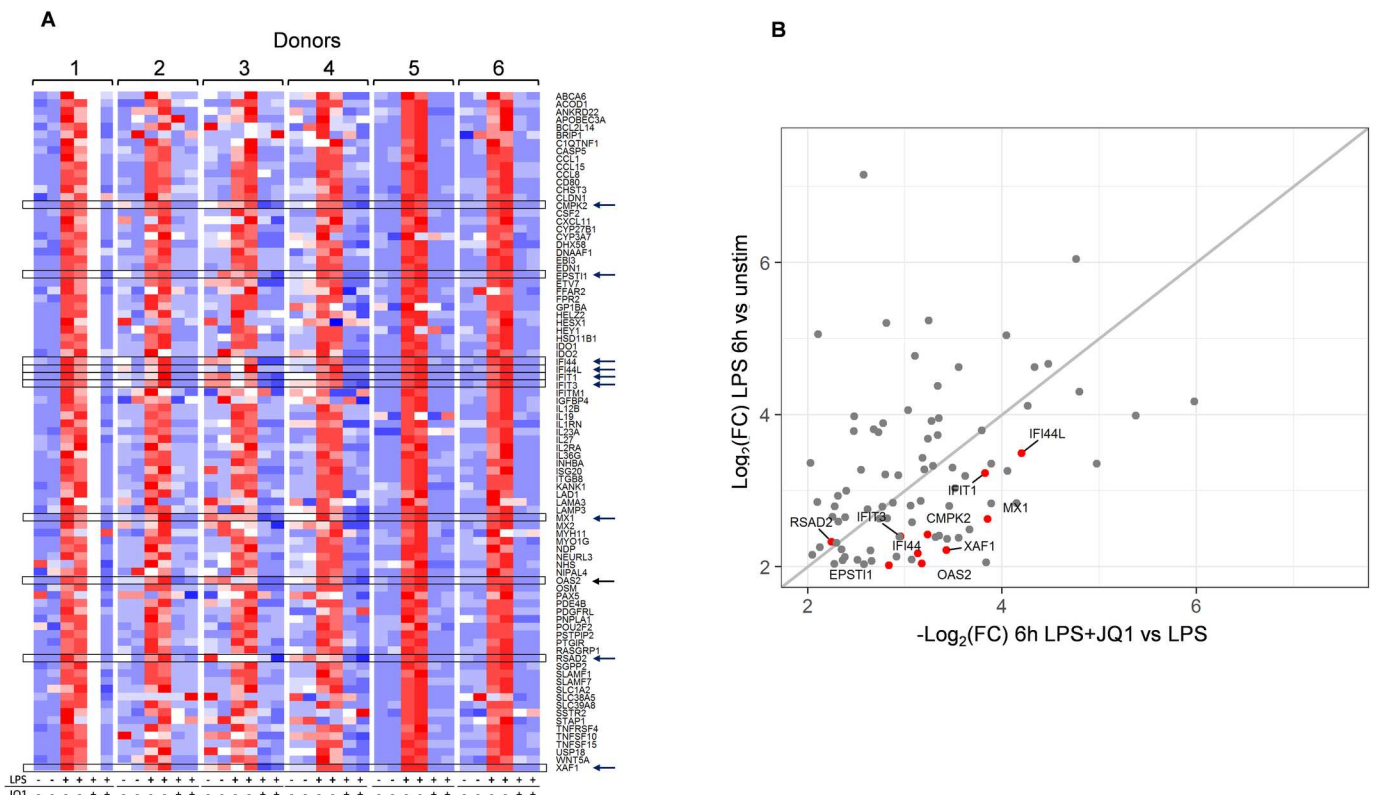 A
Donors
1 2 3 4 5 6
ABCA6
ACOD1
ANKRD22
APOBEC3A
BCL2L14
BRIP1
C1QTNF1
CASP5
CCL1
CCL15
CCL8
CD80
CHST3
CLDN1
CMPK2
CSF2
CXCL11
CYP27B1
CYP3A7
DHX58
DNAAF1
EBI3
EDN1
EPSTI1
ETV7
FFAR2
FPR2
GP1BA
HELZ2
HESX1
HEY1
HSD11B1
IDO1
IDO2
IFI44
IFI44L
IFIT1
IFIT3
IFITM1
IGFBP4
IL12B
IL19
IL1RN
IL23A
IL27
IL2RA
IL36G
INHBA
ISG20
ITGB8
KANK1
LAD1
LAMA3
LAMP3
MX1
MX2
MYH11
MYO1G
NDP
NEURL3
NHS
NIPAL4
OAS2
OSM
PAX5
PDE4B
PDGFRL
PNPLA1
POU2F2
PSTPIP2
PTGIR
RASGRP1
RSAD2
SGPP2
SLAMF1
SLAMF7
SLC1A2
SLC38A5
SLC39A8
SSTR2
STAP1
TNFRSF4
TNFSF10
TNFSF15
USP18
WNT5A
XAF1
LPS - - + + + + - - + + + + - - + + + + - - + + + + - - + + + + - - + + + +
JQ1 - - - - + + - - - - + + - - - - + + - - - - + + - - - - + + - - - - + +
B
Log2(FC) LPS 6h vs unstim
6
4
2
IFI44L
IFIT1
MX1
IFIT3
CMPK2
RSAD2
IFI44
XAF1
EPSTI1
OAS2
2 4 6
-Log2(FC) 6h LPS+JQ1 vs LPS